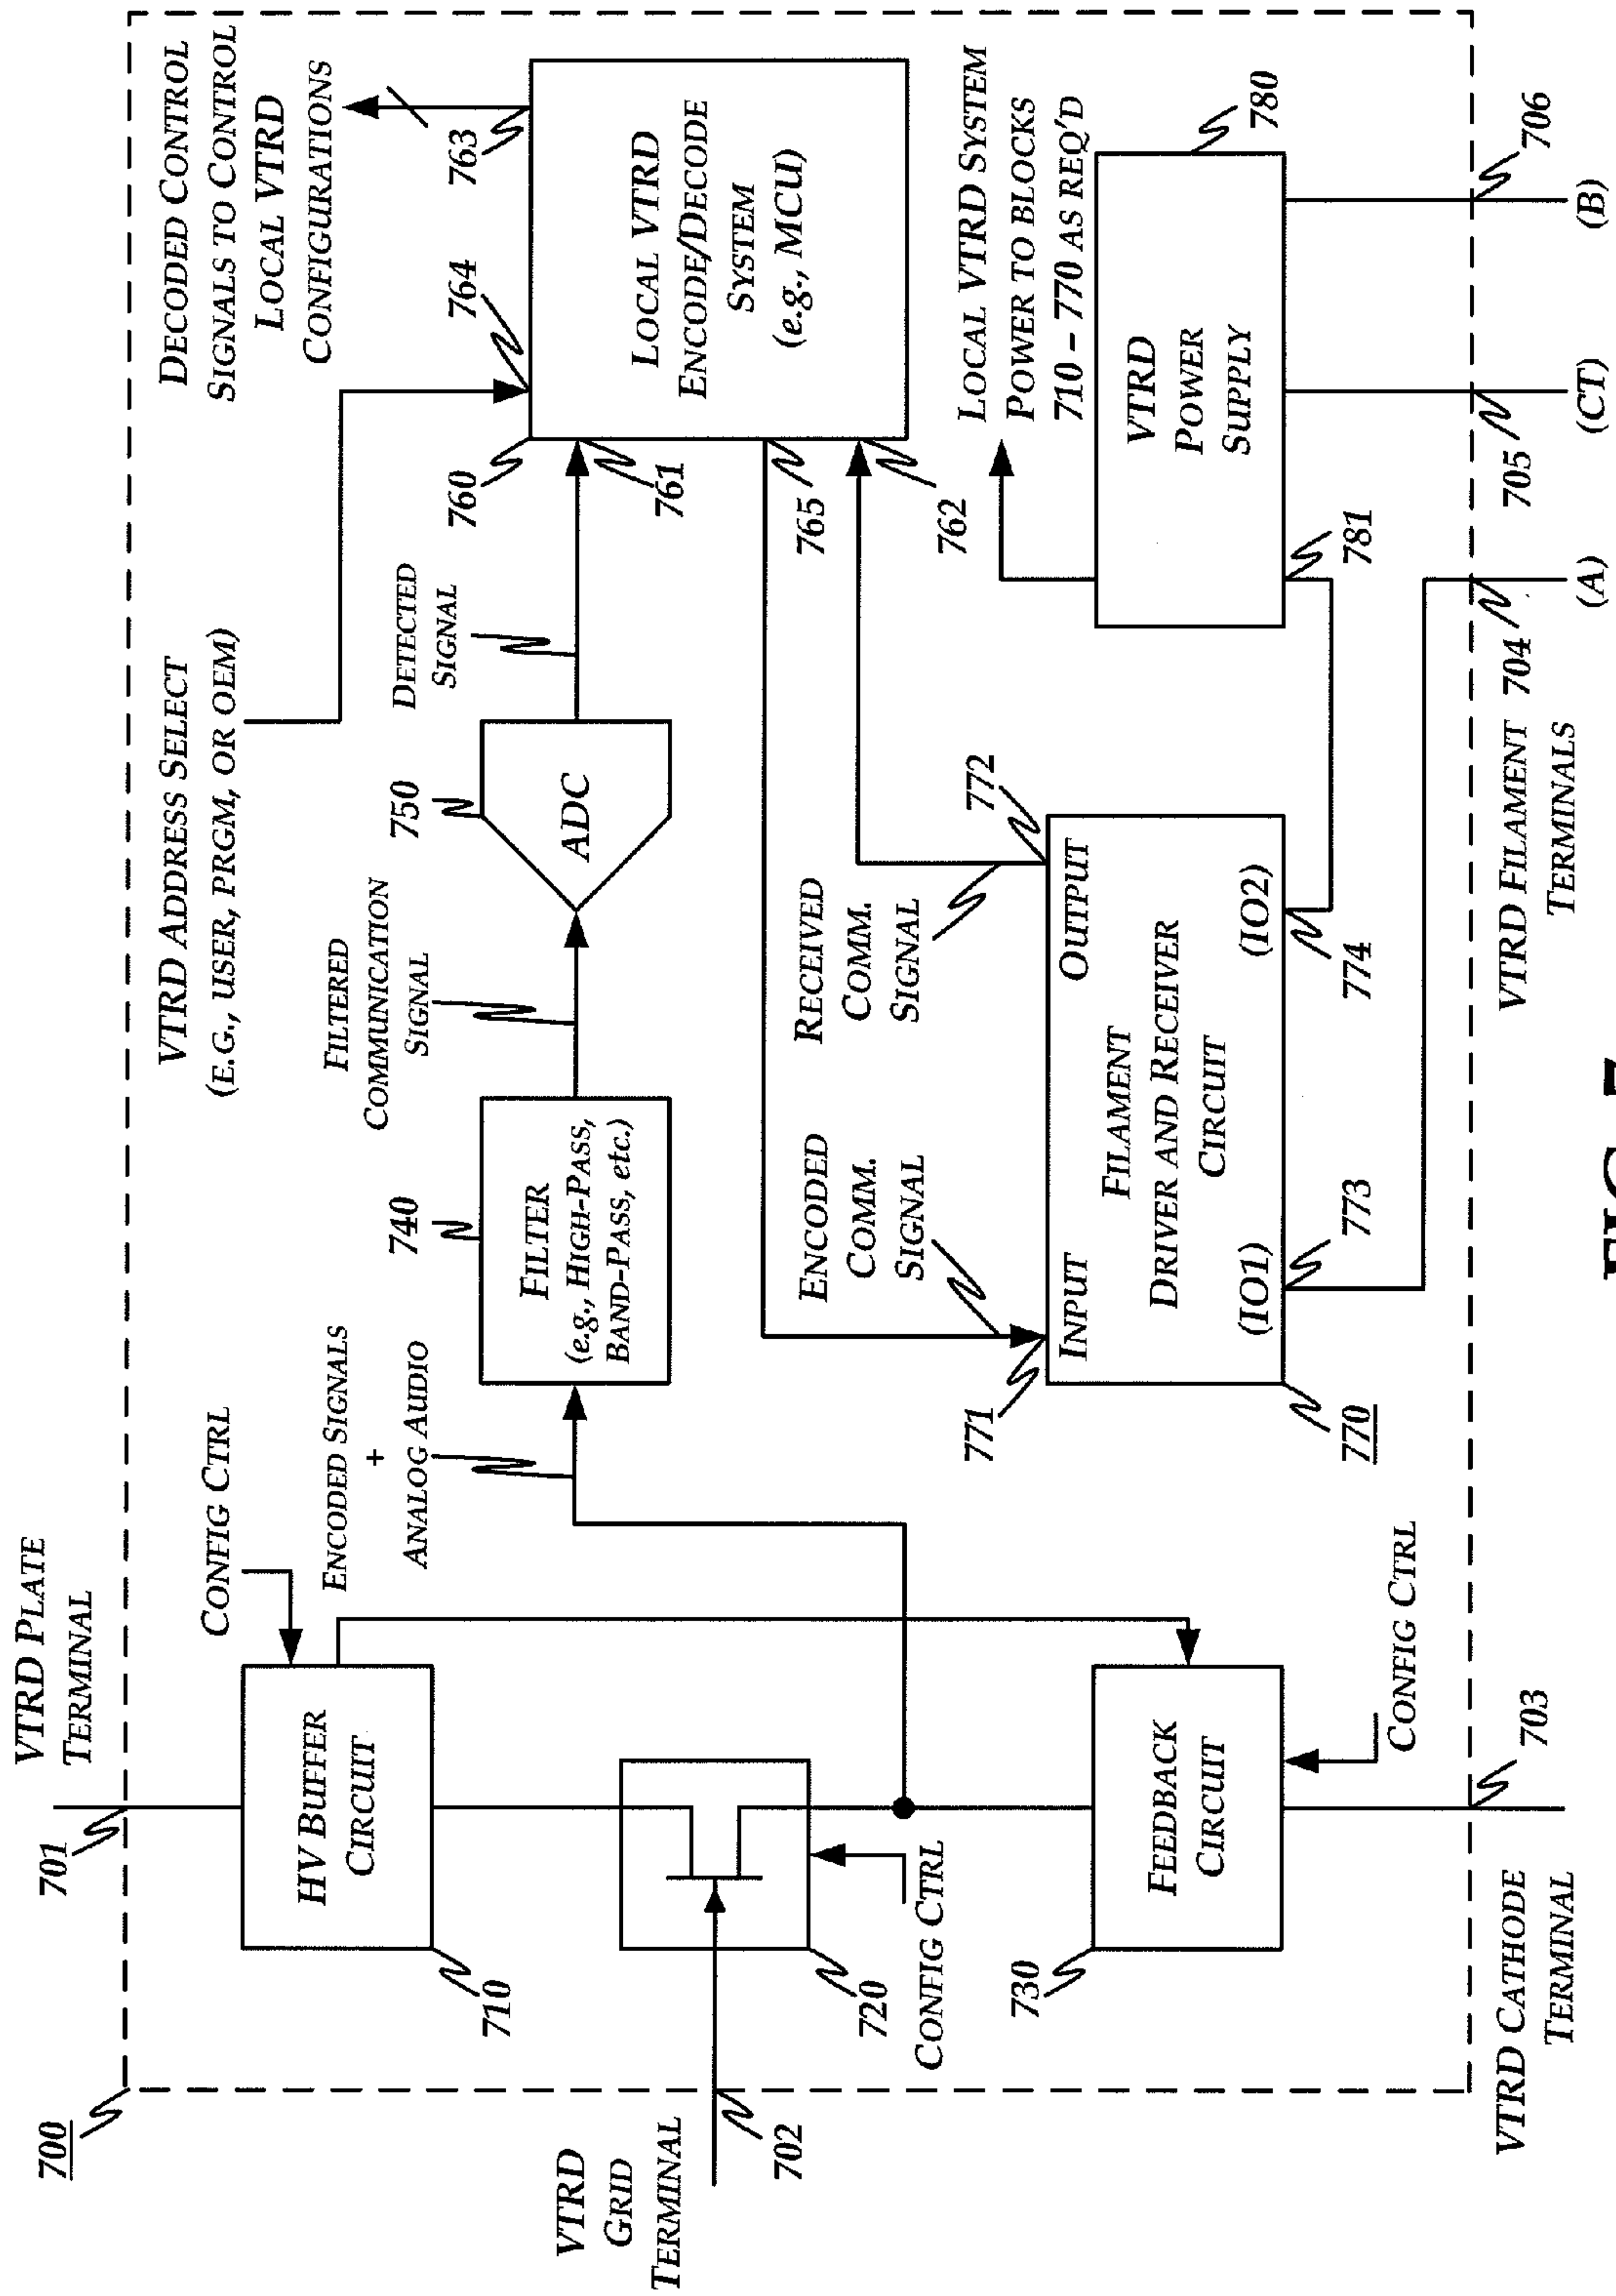 700
VTRD PLATE
TERMINAL
701
CONFIG CTRL
HV BUFFER
CIRCUIT
710
VTRD
GRID
TERMINAL
702
720
CONFIG CTRL
FEEDBACK
CIRCUIT
730
CONFIG CTRL
703
VTRD CATHODE
TERMINAL
ENCODED SIGNALS
+
ANALOG AUDIO
740
FILTER
(e.g., HIGH-PASS,
BAND-PASS, etc.)
FILTERED
COMMUNICATION
SIGNAL
750
ADC
DETECTED
SIGNAL
VTRD ADDRESS SELECT
(E.G., USER, PRGM, OR OEM)
DECODED CONTROL
SIGNALS TO CONTROL
LOCAL VTRD
CONFIGURATIONS
763
764
760
761
LOCAL VTRD
ENCODE/DECODE
SYSTEM
(e.g., MCU)
765
762
ENCODED
COMM.
SIGNAL
RECEIVED
COMM.
SIGNAL
771
772
INPUT
OUTPUT
FILAMENT
DRIVER AND RECEIVER
CIRCUIT
(IO1)
(IO2)
770
773
774
LOCAL VTRD SYSTEM
POWER TO BLOCKS
710 – 770 AS REQ'D
780
VTRD
POWER
SUPPLY
781
VTRD FILAMENT
TERMINALS
704
705
706
(A)
(CT)
(B)